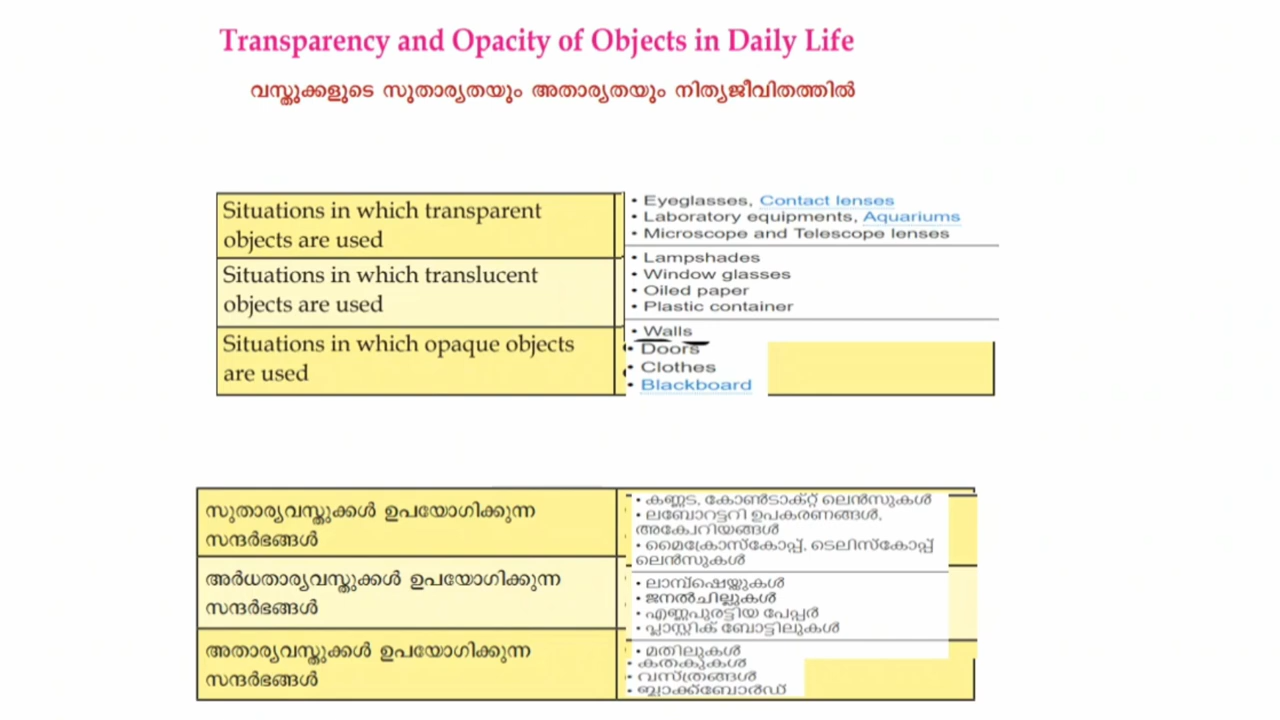 Transparency and Opacity of Objects in Daily Life
വസ്തുക്കളുടെ സുതാര്യതയും അതാര്യതയും നിത്യജീവിതത്തിൽ
Situations in which transparent
objects are used
• Eyeglasses, Contact lenses
• Laboratory equipments, Aquariums
• Microscope and Telescope lenses
Situations in which translucent
objects are used
• Lampshades
• Window glasses
• Oiled paper
• Plastic container
Situations in which opaque objects
are used
• Walls
• Doors
• Clothes
• Blackboard
സുതാര്യവസ്തുക്കൾ ഉപയോഗിക്കുന്ന
സന്ദർഭങ്ങൾ
• കണ്ണട, കോൺടാക്റ്റ് ലെൻസുകൾ
• ലബോറട്ടറി ഉപകരണങ്ങൾ,
അക്വേറിയങ്ങൾ
• മൈക്രോസ്കോപ്പ്, ടെലിസ്കോപ്പ്
ലെൻസുകൾ
അർധതാര്യവസ്തുക്കൾ ഉപയോഗിക്കുന്ന
സന്ദർഭങ്ങൾ
• ലാമ്പ്ഷെയ്ഡുകൾ
• ജനൽചില്ലുകൾ
• എണ്ണപുരട്ടിയ പേപ്പർ
• പ്ലാസ്റ്റിക് ബോട്ടിലുകൾ
അതാര്യവസ്തുക്കൾ ഉപയോഗിക്കുന്ന
സന്ദർഭങ്ങൾ
• മതിലുകൾ
• കതകുകൾ
• വസ്ത്രങ്ങൾ
• ബ്ലാക്ക്ബോർഡ്